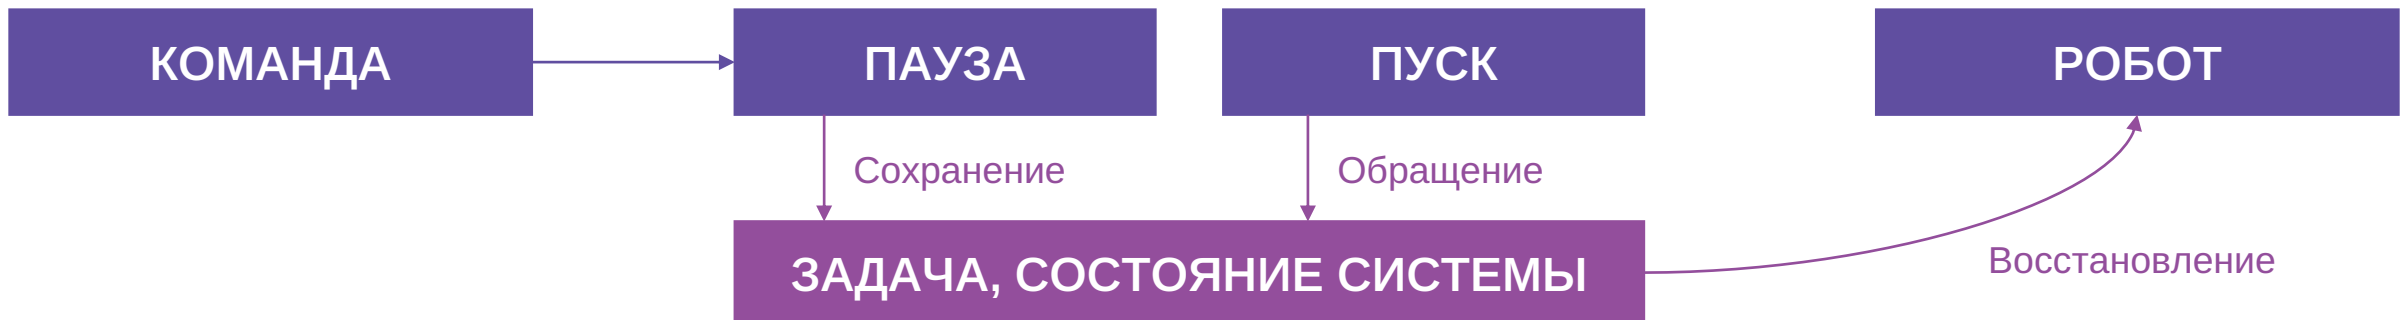 КОМАНДА
ПАУЗА
ПУСК
РОБОТ
Сохранение
Обращение
ЗАДАЧА, СОСТОЯНИЕ СИСТЕМЫ
Восстановление